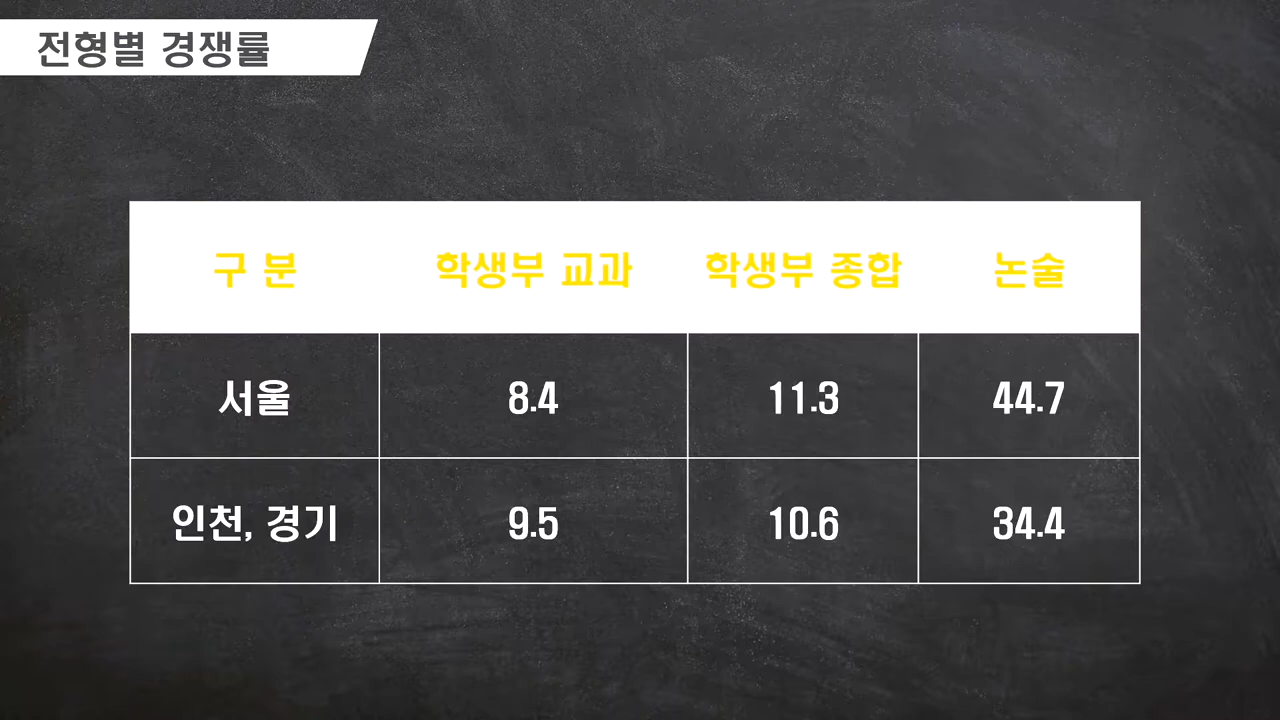 전형별 경쟁률
구 분 학생부 교과 학생부 종합 논술
서울 8.4 11.3 44.7
인천, 경기 9.5 10.6 34.4